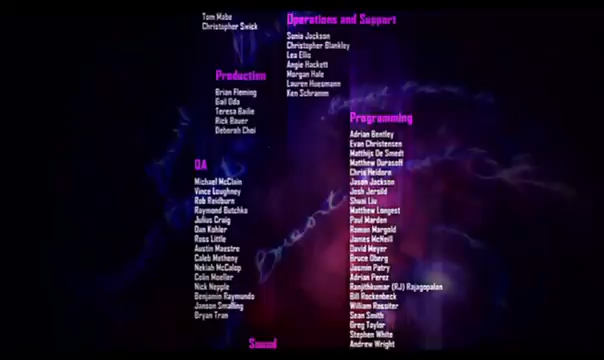 Tom Mabe
Christopher Swick
Operations and Support
Sonia Jackson
Christopher Blankley
Lea Ellis
Angie Hackett
Morgan Hale
Lauren Huesmann
Ken Schramm
Production
Brian Fleming
Gail Oda
Teresa Bailie
Rick Bauer
Deborah Choi
QA
Michael McClain
Vince Loughney
Rob Reidburn
Raymond Butchko
Julius Craig
Dan Kohler
Ross Little
Austin Maestre
Caleb Metheny
Nekiah McCalop
Colin Moeller
Nick Nepple
Benjamin Raymundo
Janson Smalling
Bryan Tran
Programming
Adrian Bentley
Evan Christensen
Matthijs De Smedt
Matthew Durasoff
Chris Heidorn
Jason Jackson
Josh Jersild
Shuai Liu
Matthew Longest
Paul Marden
Roman Margold
James McNeill
David Meyer
Bruce Oberg
Jasmin Patry
Adrian Perez
Ranjithkumar (RJ) Rajagopalan
Bill Rockenbeck
William Rossiter
Sean Smith
Greg Taylor
Stephen White
Andrew Wright
Sound